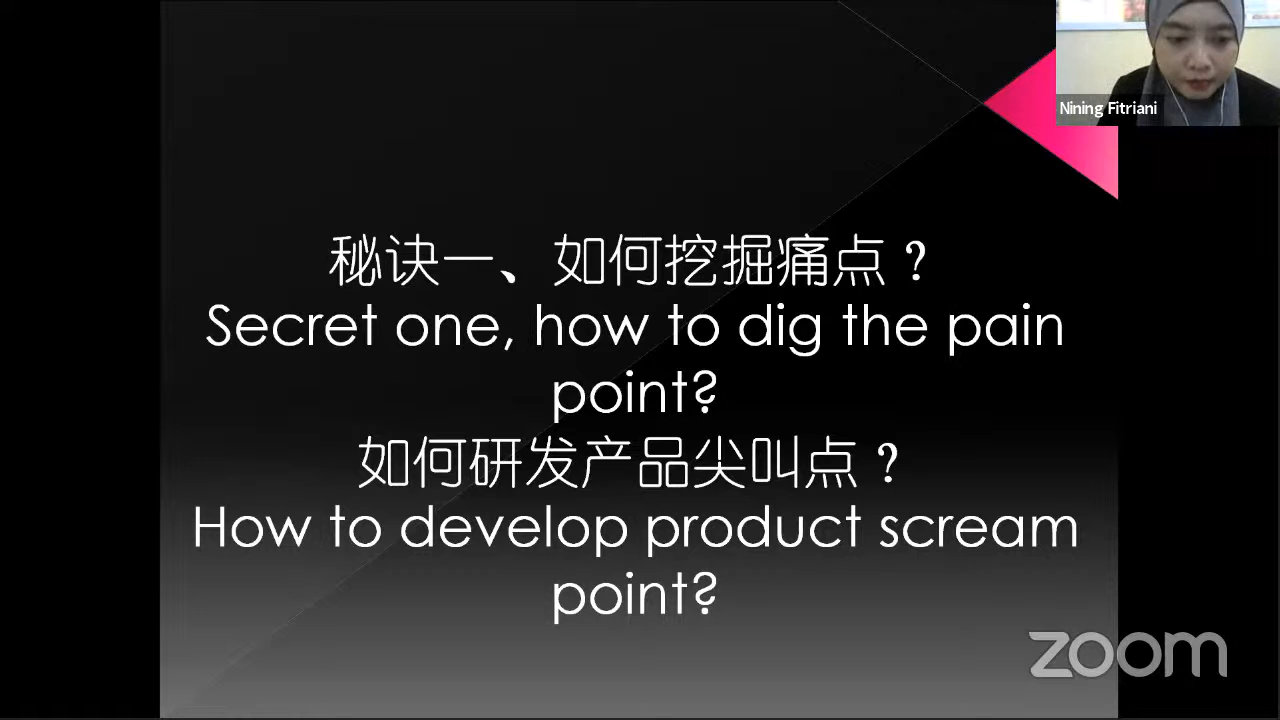 Nining Fitriani
秘诀一、如何挖掘痛点？
Secret one, how to dig the pain
point?
如何研发产品尖叫点？
How to develop product scream
point?
zoom